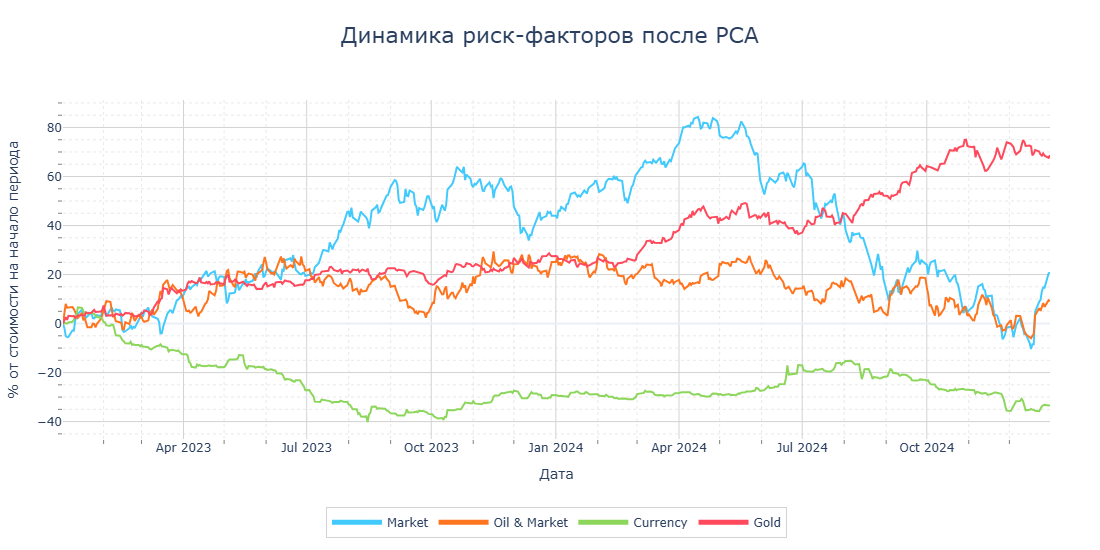 Динамика риск-факторов после PCA
% от стоимости на начало периода
80
60
40
20
0
−20
−40
Apr 2023
Jul 2023
Oct 2023
Jan 2024
Apr 2024
Jul 2024
Oct 2024
Дата
Market
Oil & Market
Currency
Gold